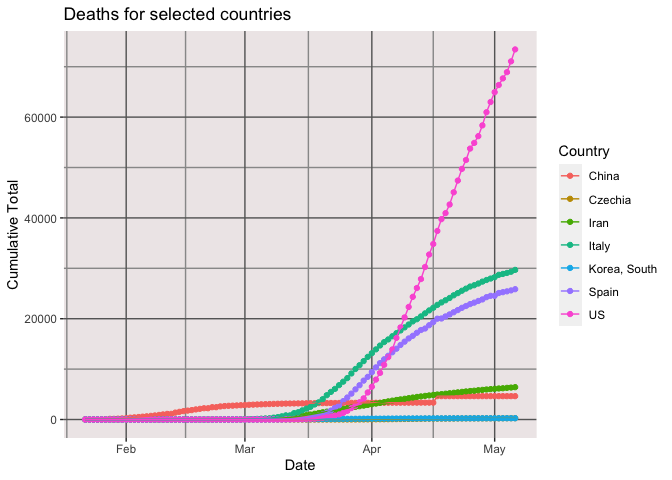 Deaths for selected countries
Cumulative Total
60000
40000
20000
0
Feb
Mar
Apr
May
Date
Country
China
Czechia
Iran
Italy
Korea, South
Spain
US